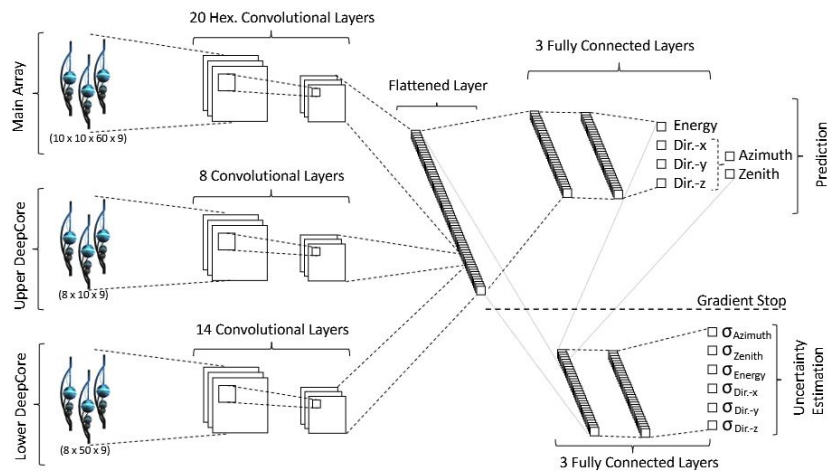 20 Hex. Convolutional Layers
3 Fully Connected Layers
Flattened Layer
Main Array
(10 x 10 x 60 x 9)
Energy
Dir.-x
Dir.-y
Dir.-z
Azimuth
Zenith
Prediction
8 Convolutional Layers
Upper DeepCore
(8 x 10 x 9)
Gradient Stop
14 Convolutional Layers
Lower DeepCore
(8 x 50 x 9)
σAzimuth
σZenith
σEnergy
σDir.-x
σDir.-y
σDir.-z
Uncertainty
Estimation
3 Fully Connected Layers